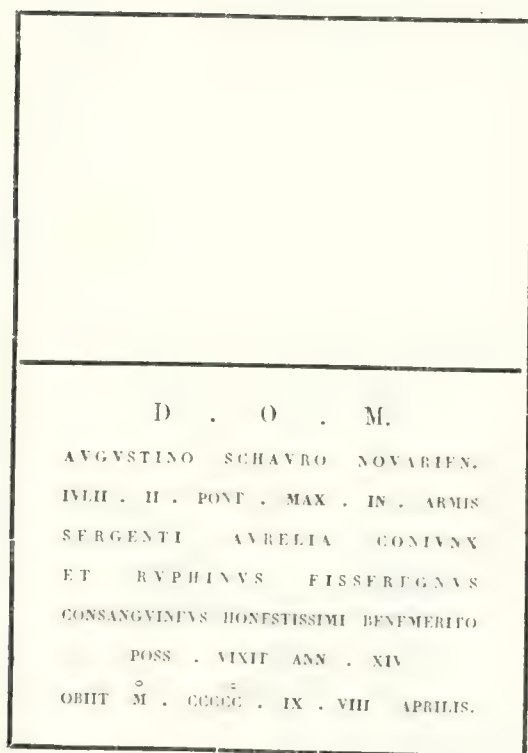 D . O . M.
AVGVSTINO SCHAVRO NOVARIEN.
IVLII . II . PONT . MAX . IN . ARMIS
SERGENTI AVRELIA CONIVNX
ET RVPHINVS FISSEREGNVS
CONSANGVINEVS HONESTISSIMI BENEMERITO
POSS . VIXIT ANN . XIV
OBIIT M̊ . CCCCC . IX . VIII APRILIS.